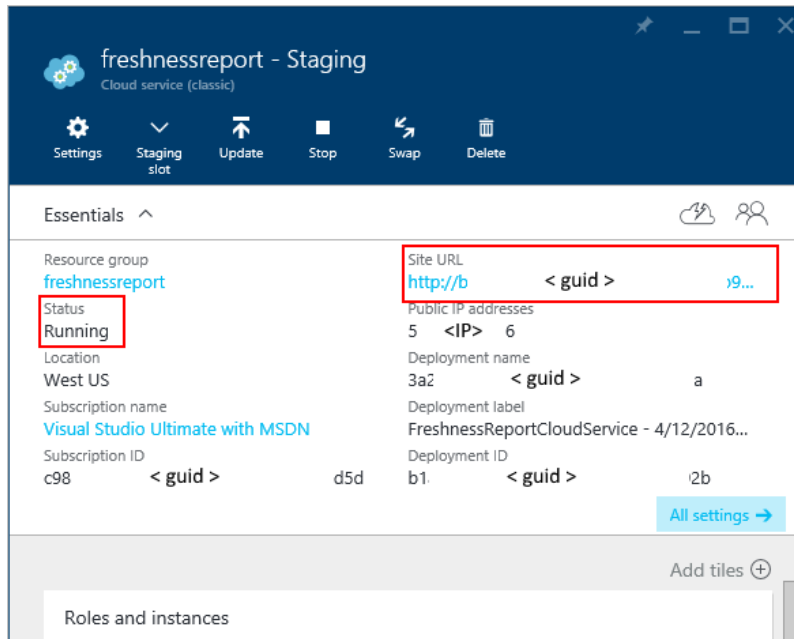 freshnessreport - Staging
Cloud service (classic)
Settings
Staging slot
Update
Stop
Swap
Delete
Essentials
Resource group
freshnessreport
Site URL
http://b < guid > 9...
Status
Running
Public IP addresses
5 <IP> 6
Location
West US
Deployment name
3a2 < guid > a
Subscription name
Visual Studio Ultimate with MSDN
Deployment label
FreshnessReportCloudService - 4/12/2016...
Subscription ID
c98 < guid > d5d
Deployment ID
b1 < guid > 2b
All settings →
Add tiles
Roles and instances